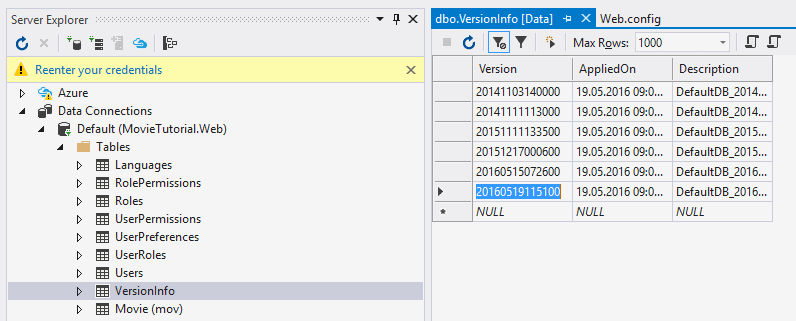 Server Explorer
Reenter your credentials
Azure
Data Connections
Default (MovieTutorial.Web)
Tables
Languages
RolePermissions
Roles
UserPermissions
UserPreferences
UserRoles
Users
VersionInfo
Movie (mov)
dbo.VersionInfo [Data] Web.config
Max Rows: 1000
Version AppliedOn Description
20141103140000 19.05.2016 09:0... DefaultDB_2014...
20141111113000 19.05.2016 09:0... DefaultDB_2014...
20151111133500 19.05.2016 09:0... DefaultDB_2015...
20151217000600 19.05.2016 09:0... DefaultDB_2015...
20160515072600 19.05.2016 09:0... DefaultDB_2016...
20160519115100 19.05.2016 09:0... DefaultDB_2016...
NULL NULL NULL